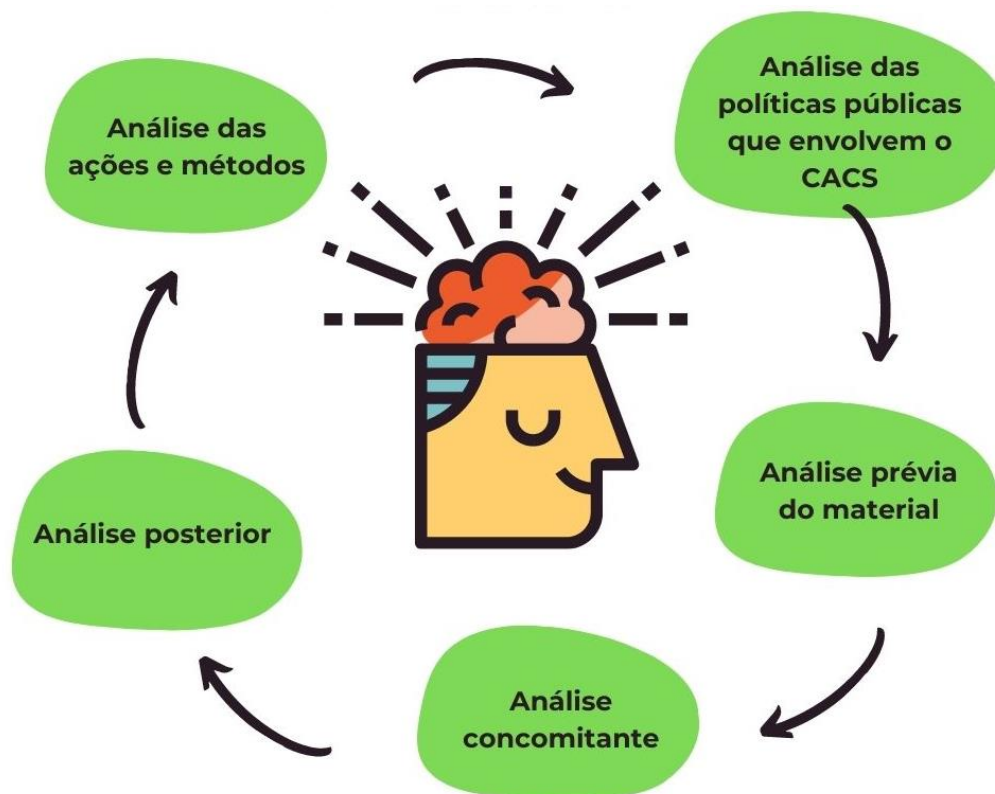 Análise das
ações e métodos
Análise das
políticas públicas
que envolvem o
CACS
Análise prévia
do material
Análise
concomitante
Análise posterior